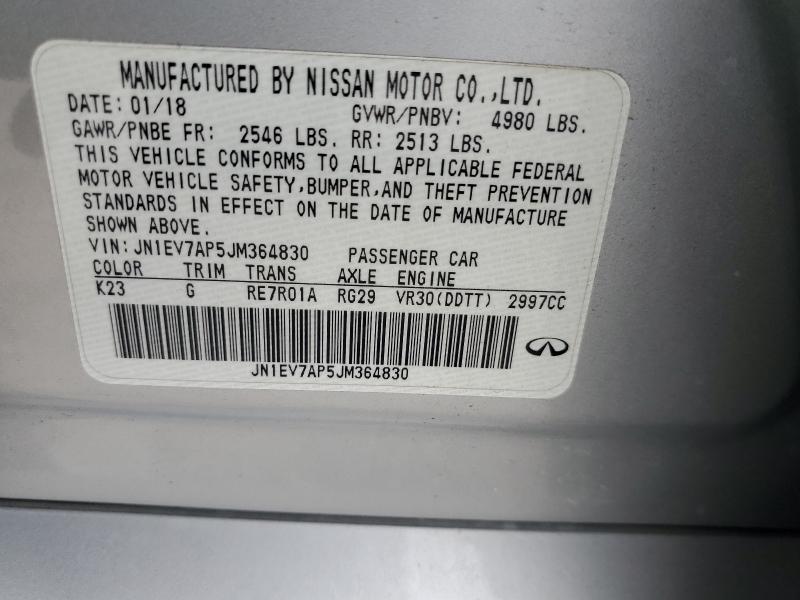 MANUFACTURED BY NISSAN MOTOR CO.,LTD.
DATE: 01/18 GVWR/PNBV: 4980 LBS.
GAWR/PNBE FR: 2546 LBS. RR: 2513 LBS.
THIS VEHICLE CONFORMS TO ALL APPLICABLE FEDERAL
MOTOR VEHICLE SAFETY,BUMPER,AND THEFT PREVENTION
STANDARDS IN EFFECT ON THE DATE OF MANUFACTURE
SHOWN ABOVE.
VIN:JN1EV7AP5JM364830 PASSENGER CAR
COLOR TRIM TRANS AXLE ENGINE
K23 G RE7R01A RG29 VR30(DDTT) 2997CC
JN1EV7AP5JM364830